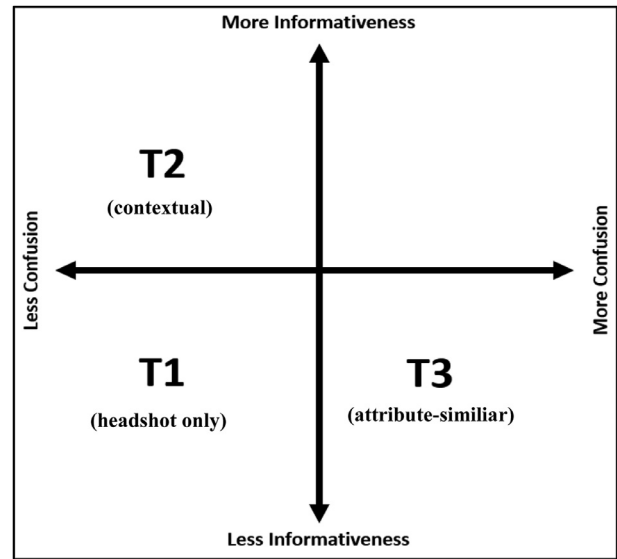 More Informativeness
T2
(contextual)
Less Confusion
More Confusion
T1
(headshot only)
T3
(attribute-similiar)
Less Informativeness